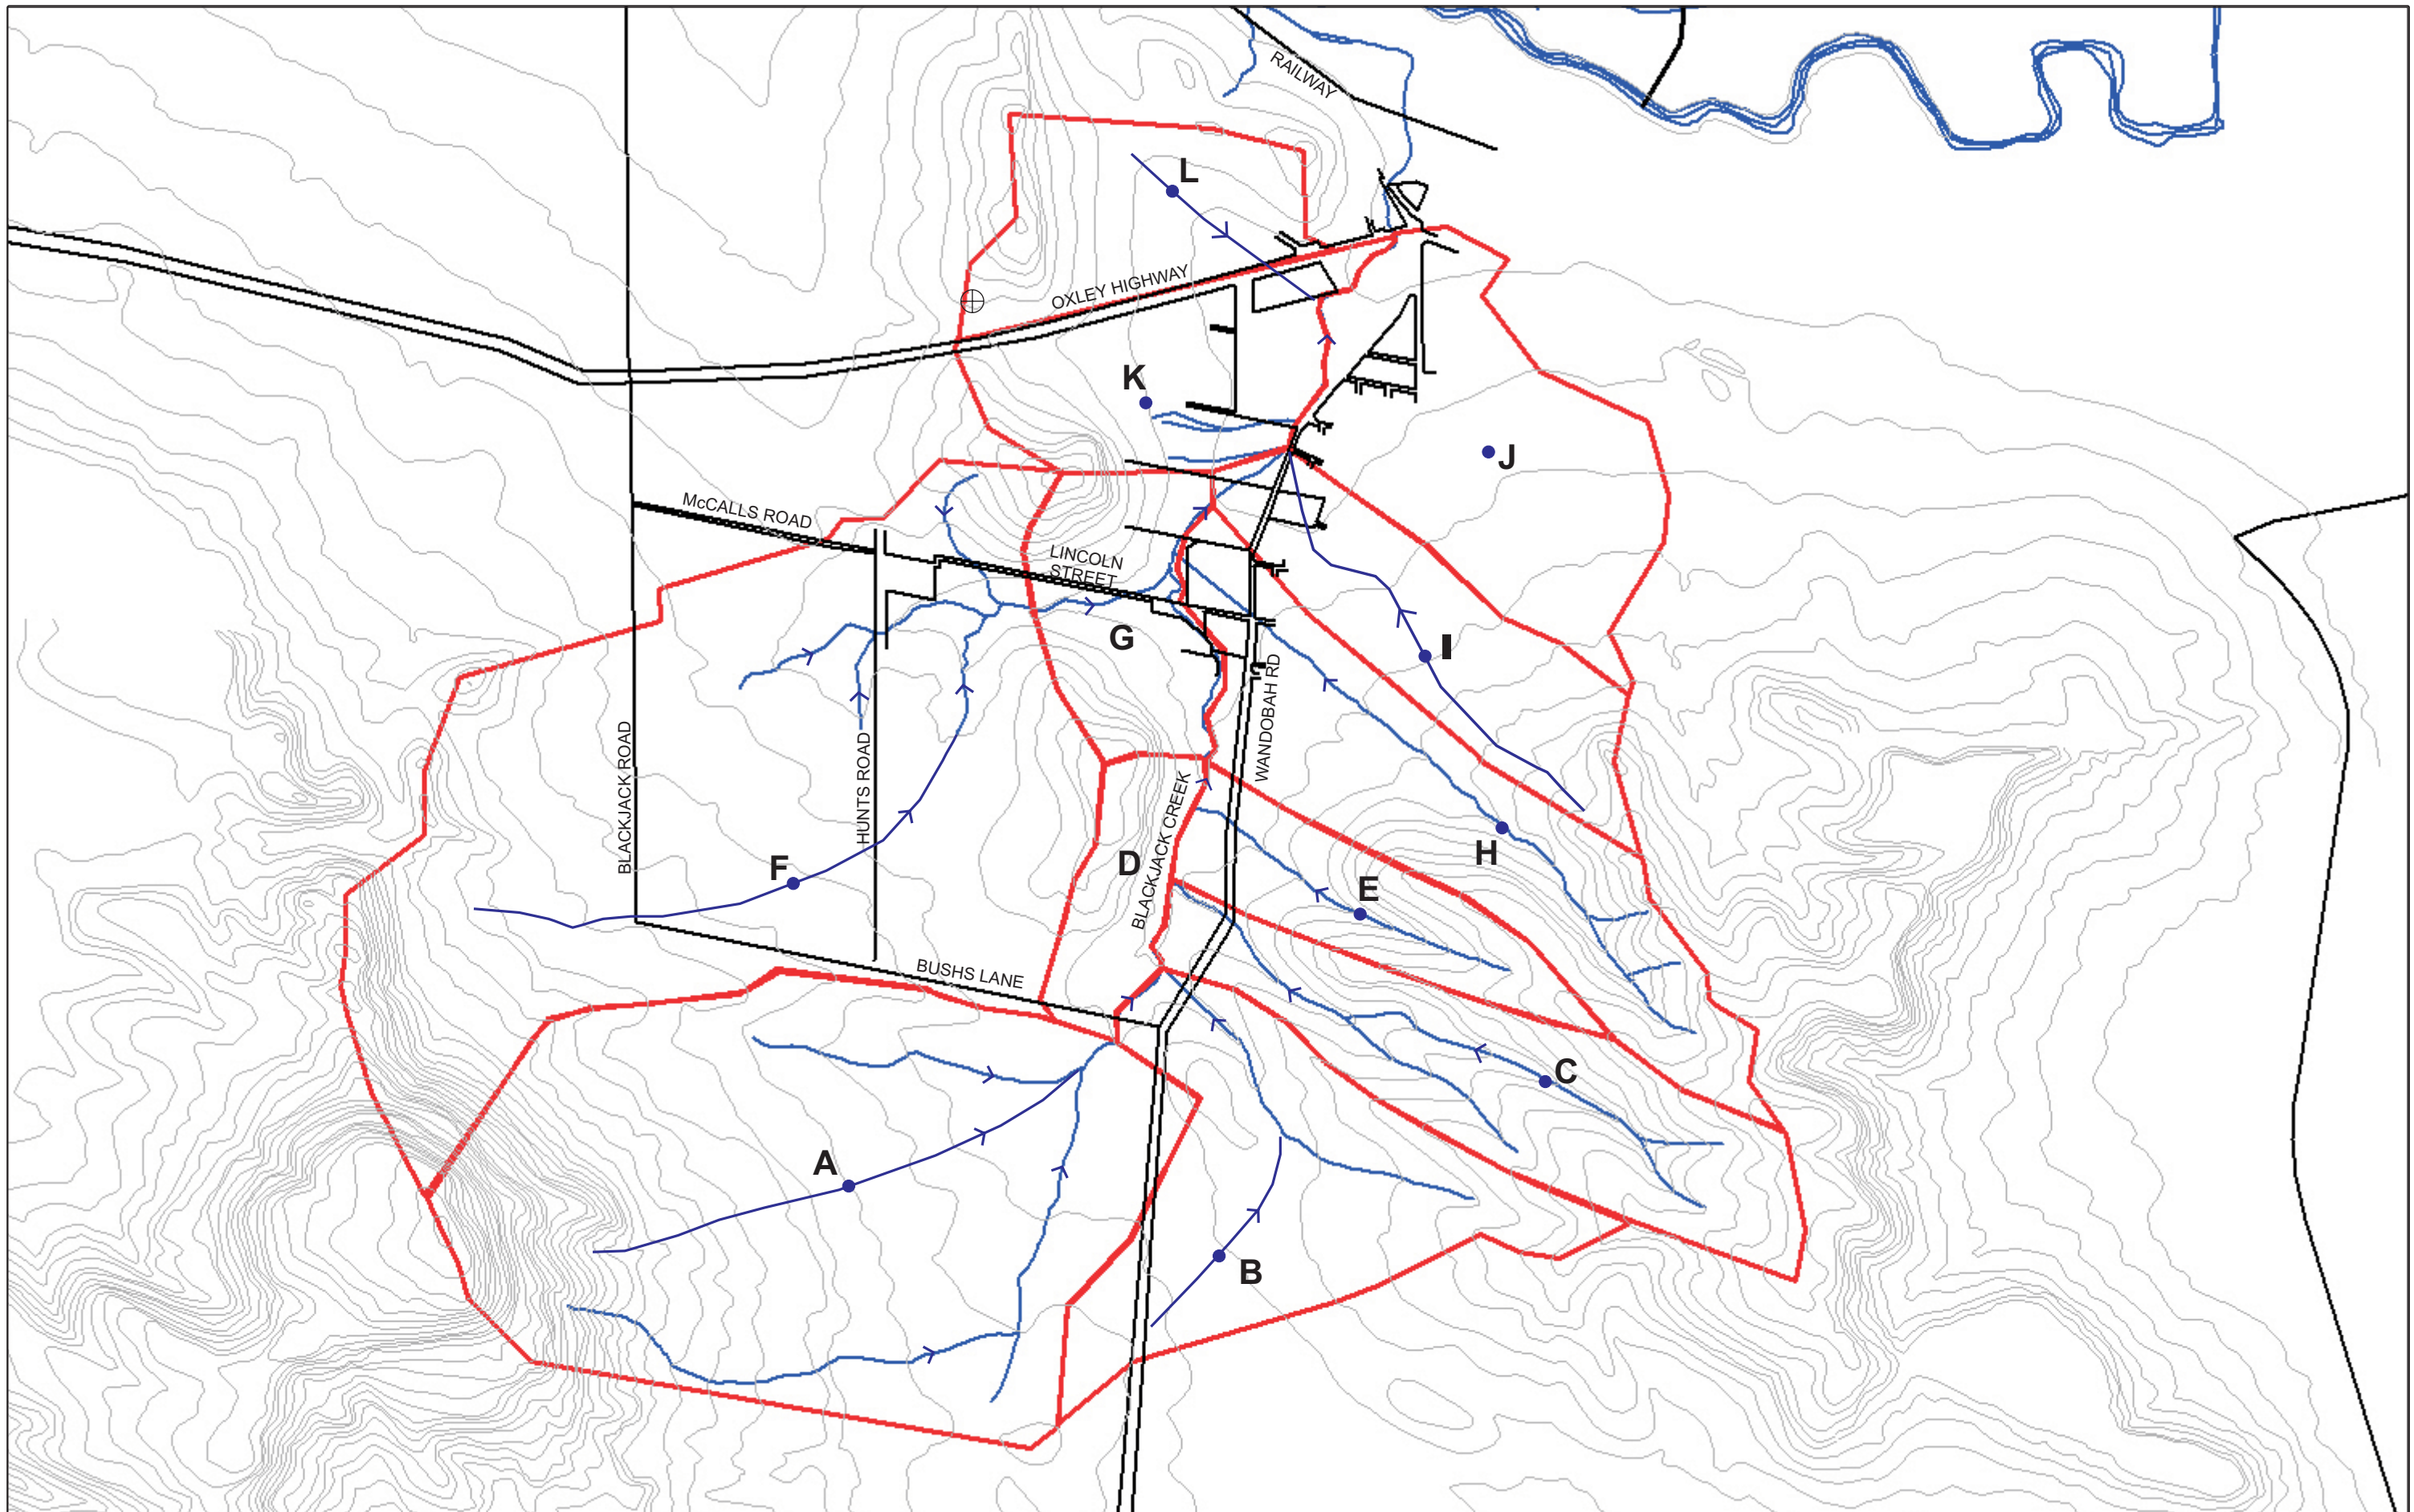 RAILWAY
L
OXLEY HIGHWAY
K
J
McCALLS ROAD
LINCOLN
STREET
G
I
WANDOBAH RD
BLACKJACK ROAD
HUNTS ROAD
BLACKJACK CREEK
D
H
F
E
BUSHS LANE
C
A
B